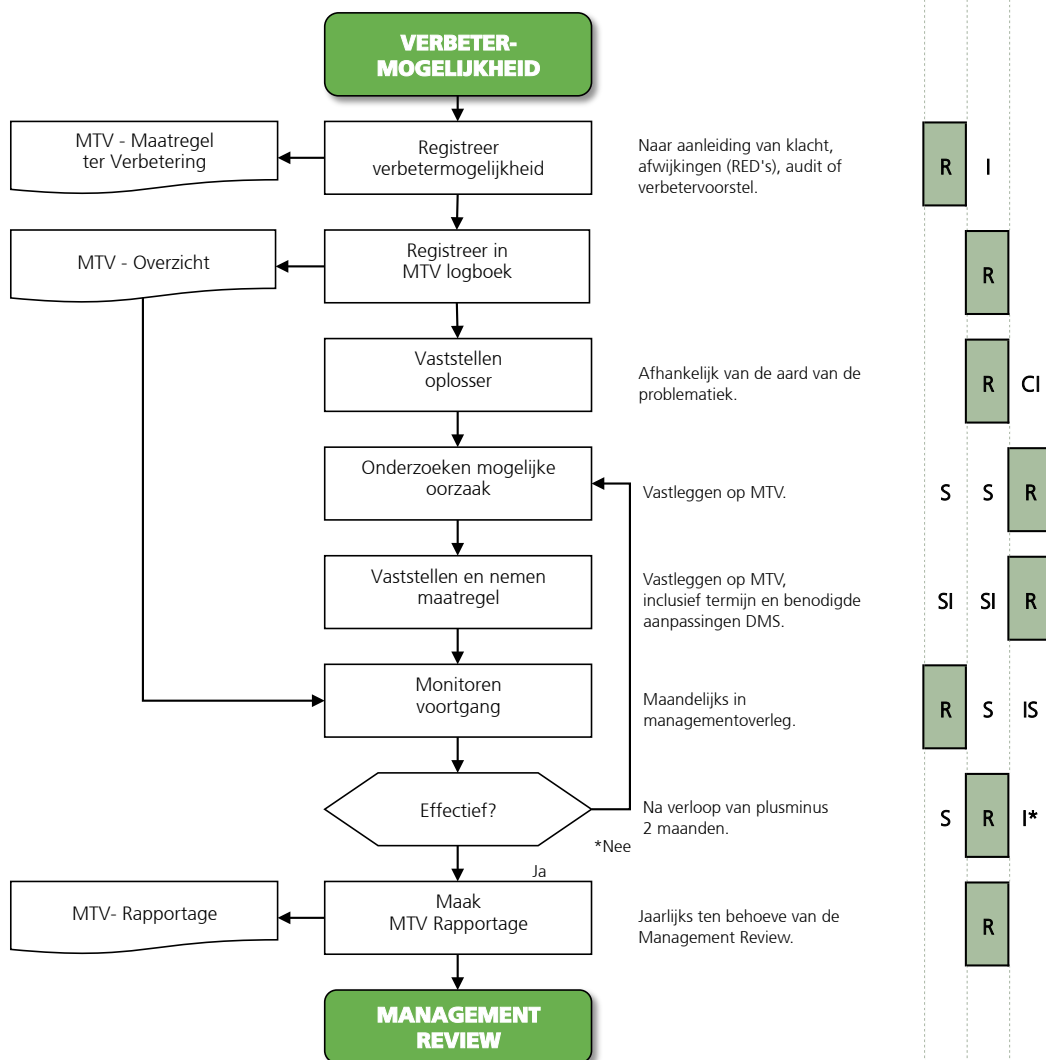 VERBETER-
MOGELIJKHEID
MTV - Maatregel
ter Verbetering
Registreer
verbetermogelijkheid
Naar aanleiding van klacht,
afwijkingen (RED's), audit of
verbetervoorstel.
R I
MTV - Overzicht
Registreer in
MTV logboek
R
Vaststellen
oplosser
Afhankelijk van de aard van de
problematiek.
R CI
Onderzoeken mogelijke
oorzaak
Vastleggen op MTV.
S S R
Vaststellen en nemen
maatregel
Vastleggen op MTV,
inclusief termijn en benodigde
aanpassingen DMS.
SI SI R
Monitoren
voortgang
Maandelijks in
managementoverleg.
R S IS
Effectief?
Na verloop van plusminus
2 maanden.
S R I*
*Nee
Ja
MTV- Rapportage
Maak
MTV Rapportage
Jaarlijks ten behoeve van de
Management Review.
R
MANAGEMENT
REVIEW